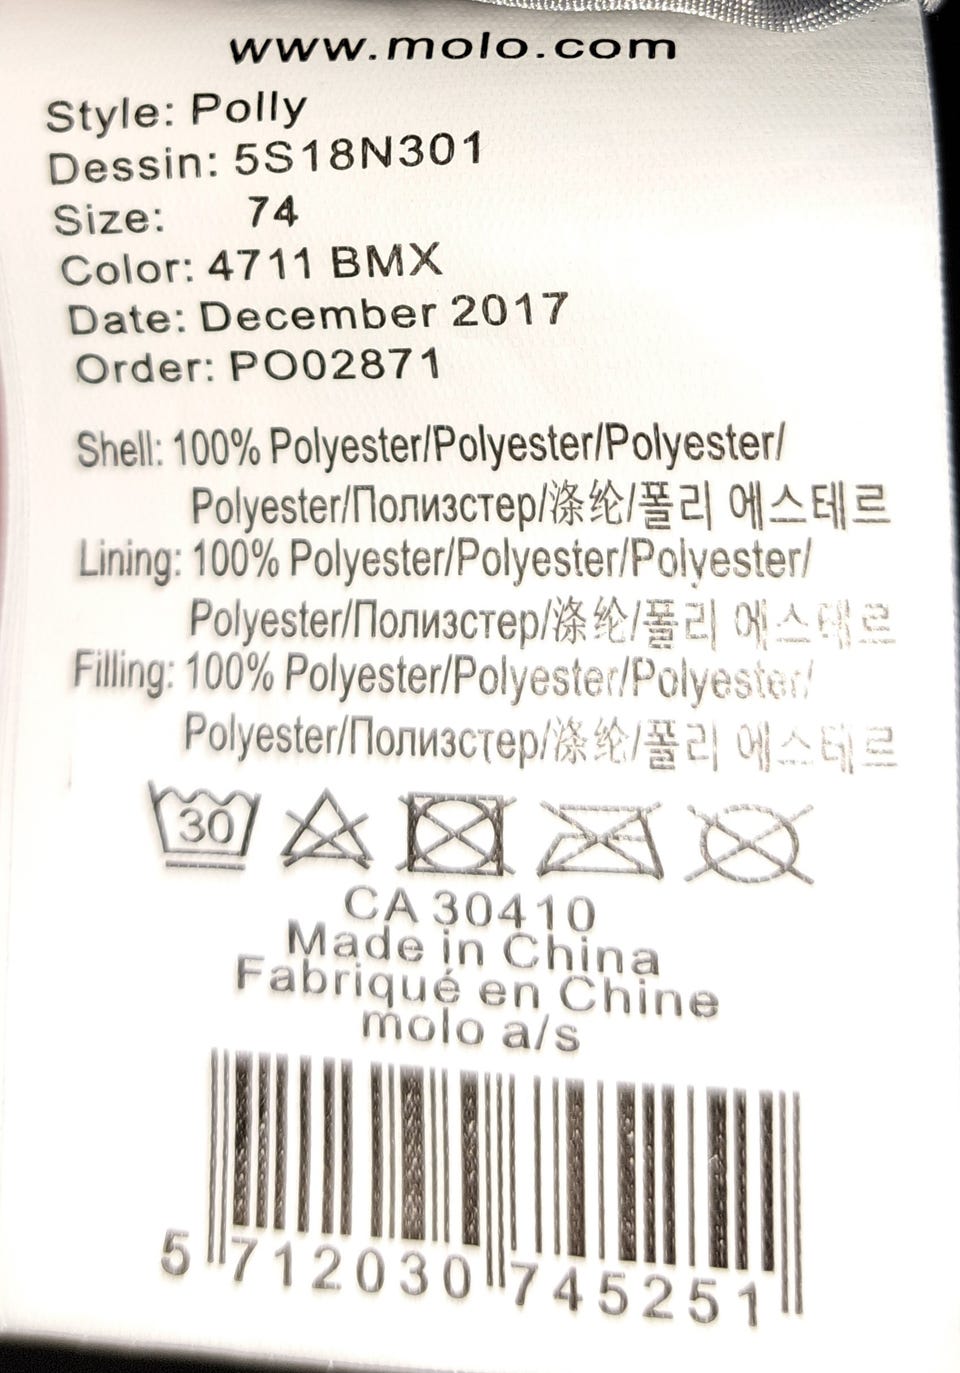 www.molo.com
Style: Polly
Dessin: 5S18N301
Size: 74
Color: 4711 BMX
Date: December 2017
Order: PO02871
Shell: 100% Polyester/Polyester/Polyester/
Polyester/Полиэстер/涤纶/폴리 에스테르
Lining: 100% Polyester/Polyester/Polyester/
Polyester/Полиэстер/涤纶/폴리 에스테르
Filling: 100% Polyester/Polyester/Polyester/
Polyester/Полиэстер/涤纶/폴리 에스테르
30
CA 30410
Made in China
Fabriqué en Chine
molo a/s
5 712030 745251